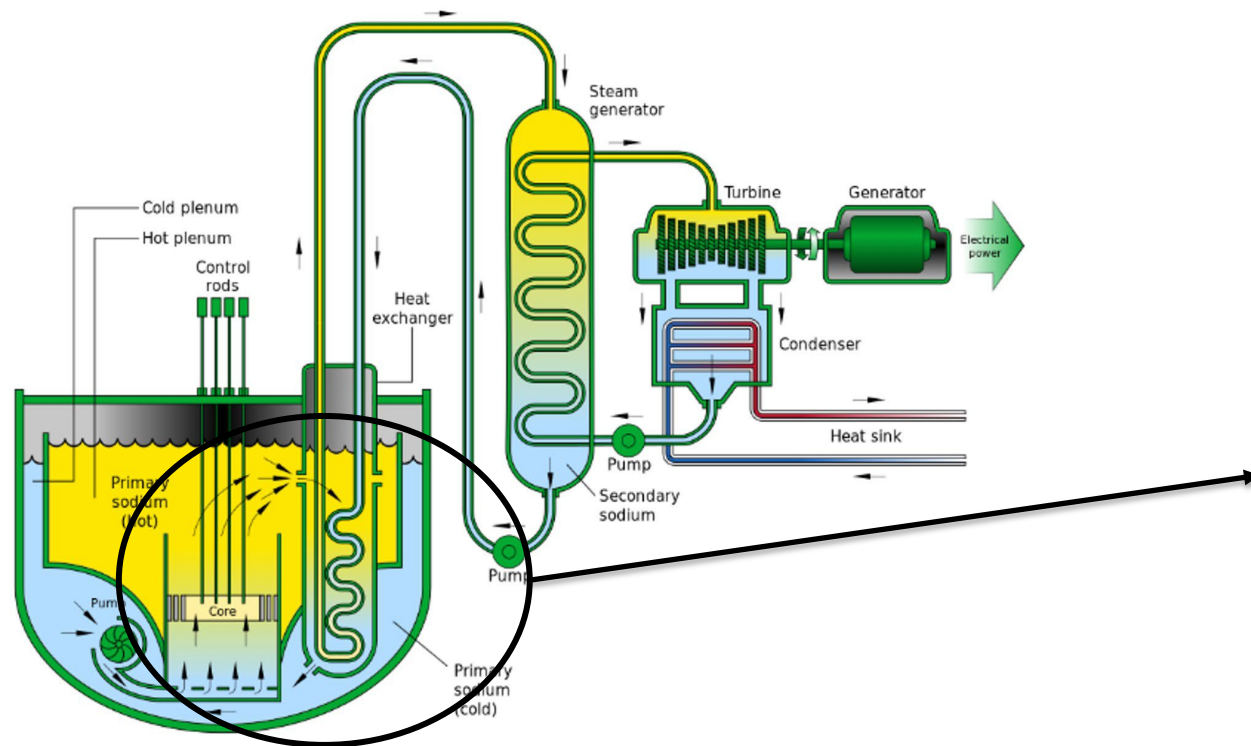 Steam
generator
Turbine
Generator
Cold plenum
Hot plenum
Electrical
power
Control
rods
Heat
exchanger
Condenser
Heat sink
Pump
Primary
sodium
(hot)
Secondary
sodium
Pump
Pump
Core
Primary
sodium
(cold)